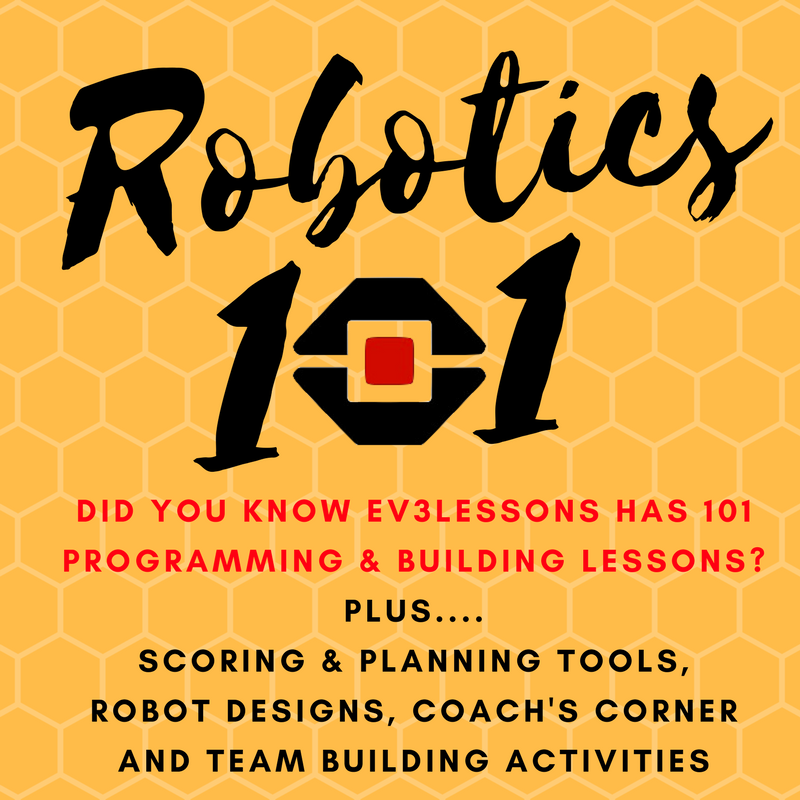 Robotics
101
DID YOU KNOW EV3LESSONS HAS 101
PROGRAMMING & BUILDING LESSONS?
PLUS....
SCORING & PLANNING TOOLS,
ROBOT DESIGNS, COACH'S CORNER
AND TEAM BUILDING ACTIVITIES